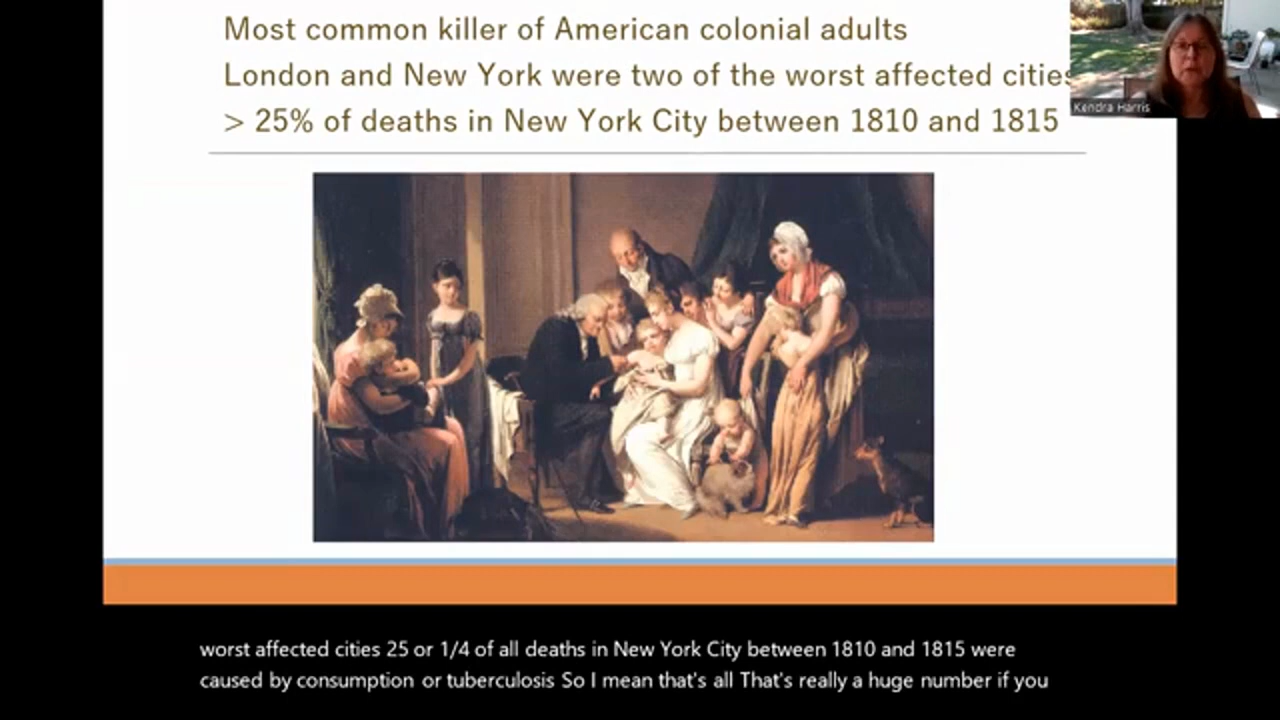 Most common killer of American colonial adults
London and New York were two of the worst affected cities
> 25% of deaths in New York City between 1810 and 1815
Kendra Harris
worst affected cities 25 or 1/4 of all deaths in New York City between 1810 and 1815 were
caused by consumption or tuberculosis So I mean that's all That's really a huge number if you